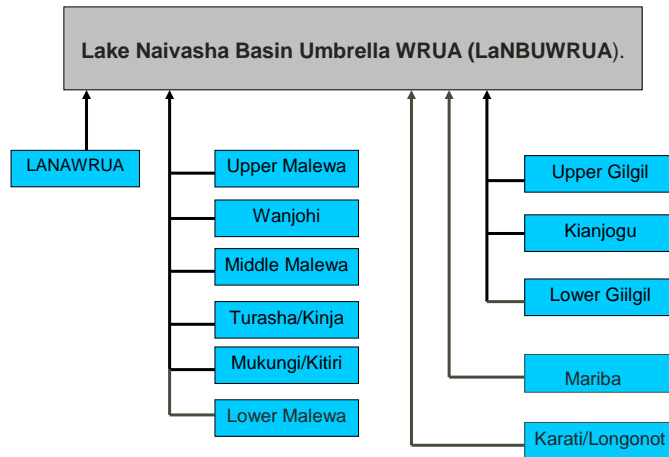 Lake Naivasha Basin Umbrella WRUA (LaNBUWRUA).
LANAWRUA
Upper Malewa
Wanjohi
Middle Malewa
Turasha/Kinja
Mukungi/Kitiri
Lower Malewa
Upper Gilgil
Kianjogu
Lower Giilgil
Mariba
Karati/Longonot